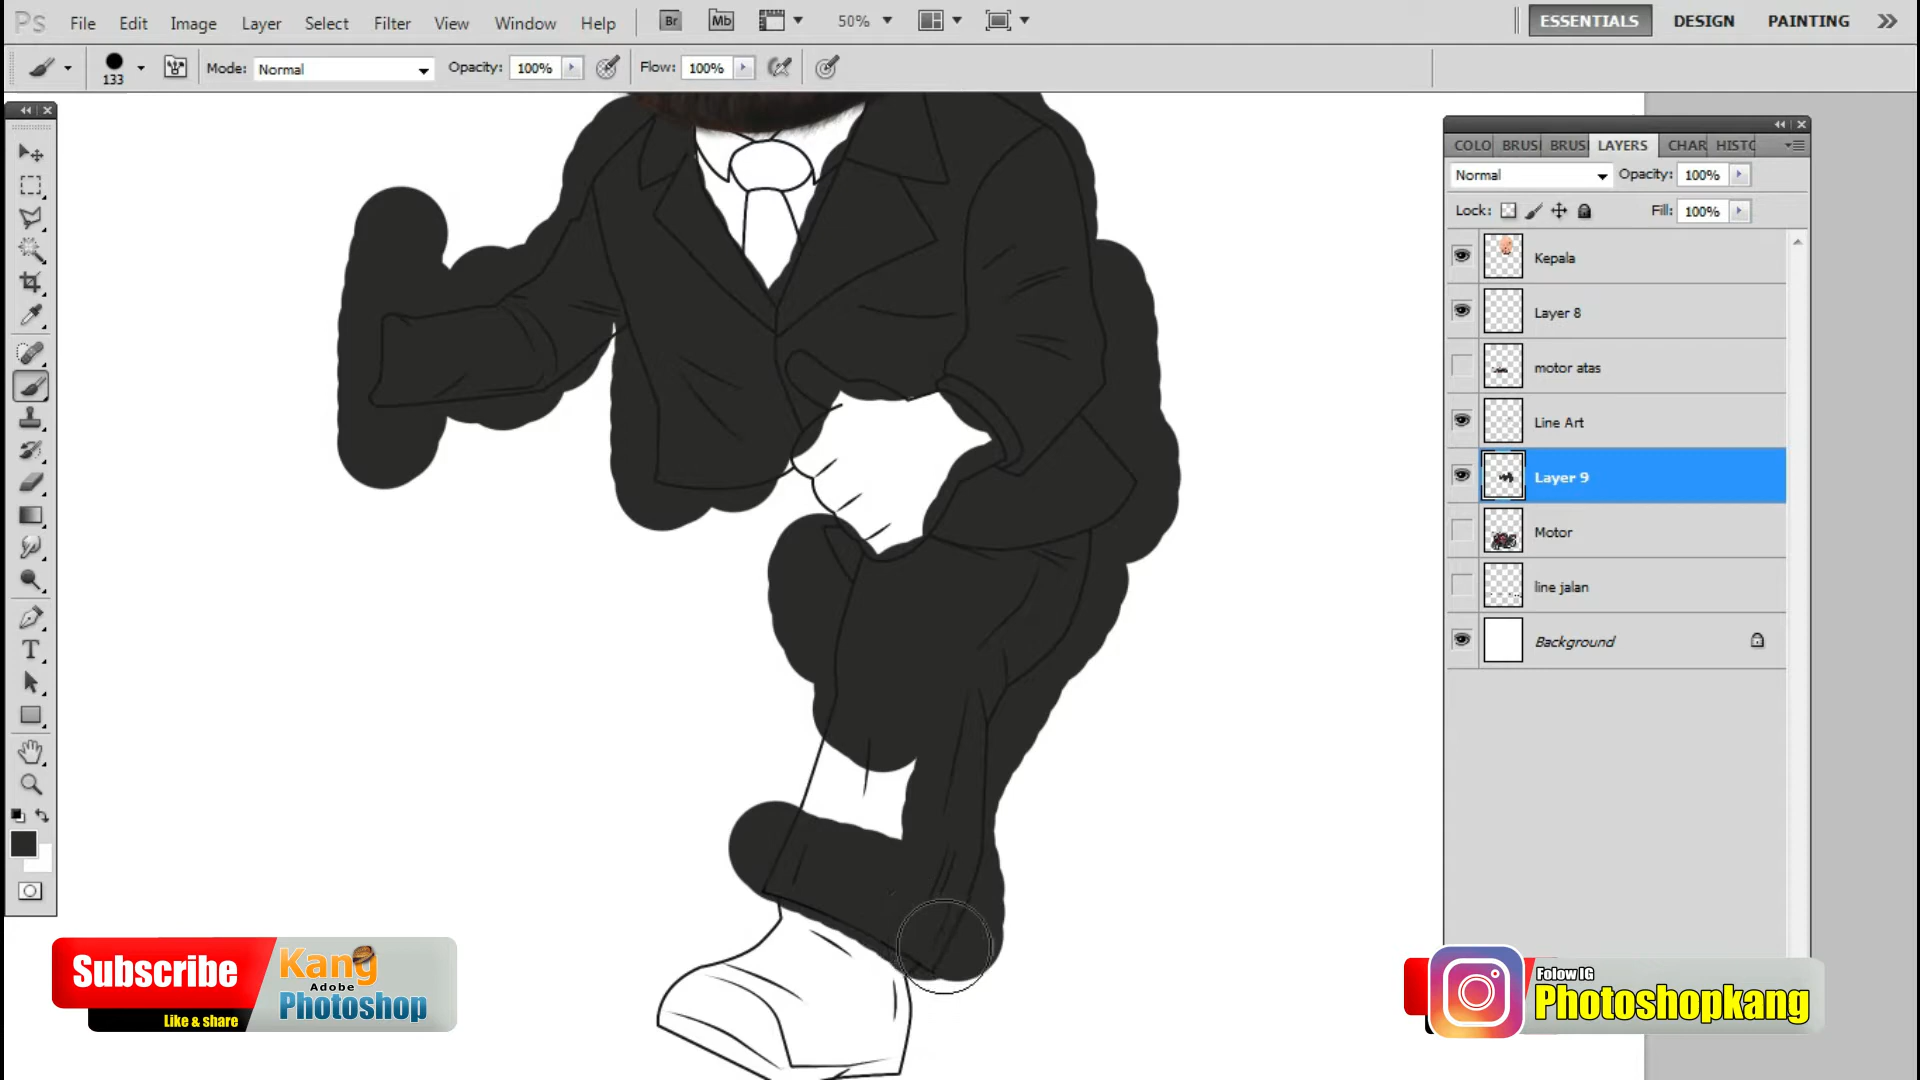 Ps File Edit Image Layer Select Filter View Window Help Br Mb 50% ESSENTIALS DESIGN PAINTING
133 Mode: Normal Opacity: 100% Flow: 100%
COLO BRUSI BRUSI LAYERS CHAR HISTO
Normal Opacity: 100%
Lock: Fill: 100%
Kepala
Layer 8
motor atas
Line Art
Layer 9
Motor
line jalan
Background
T
Subscribe
Like & share
Kang
Adobe
Photoshop
Folow IG
Photoshopkang